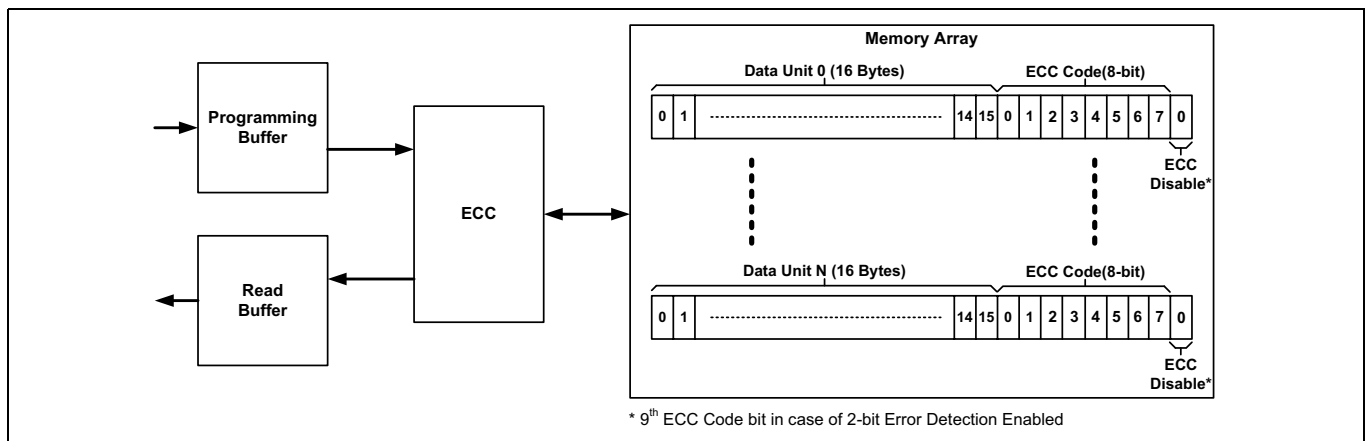 Memory Array
Data Unit 0 (16 Bytes)
ECC Code(8-bit)
0 1 14 15 0 1 2 3 4 5 6 7 0
ECC
Disable*
Programming
Buffer
ECC
Read
Buffer
Data Unit N (16 Bytes)
ECC Code(8-bit)
0 1 14 15 0 1 2 3 4 5 6 7 0
ECC
Disable*
* 9th ECC Code bit in case of 2-bit Error Detection Enabled